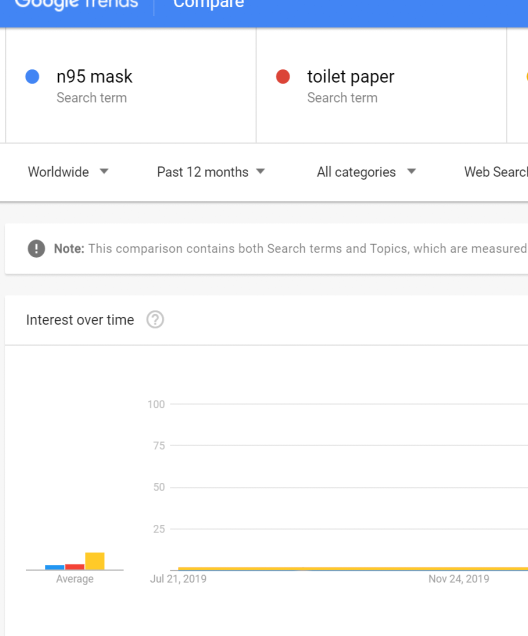 Google Trends Compare
n95 mask
Search term
toilet paper
Search term
Worldwide Past 12 months All categories Web Search
Note: This comparison contains both Search terms and Topics, which are measured
Interest over time
100
75
50
25
Average
Jul 21, 2019 Nov 24, 2019